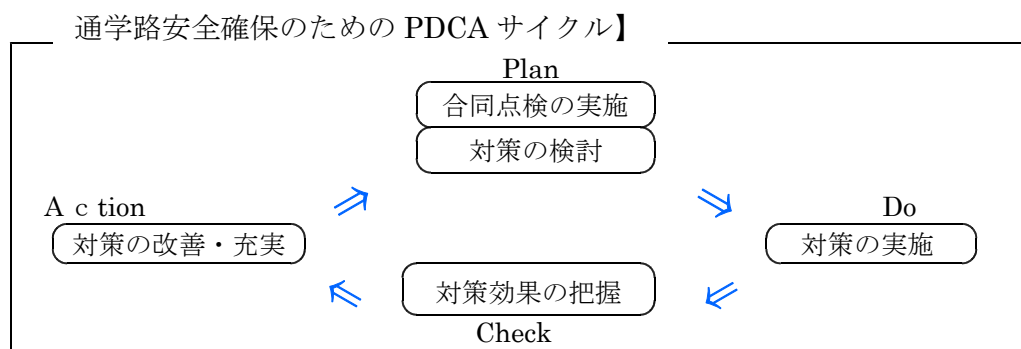 通学路安全確保のための PDCA サイクル】
Plan
合同点検の実施
対策の検討
Ａｃtion
対策の改善・充実
Do
対策の実施
対策効果の把握
Check